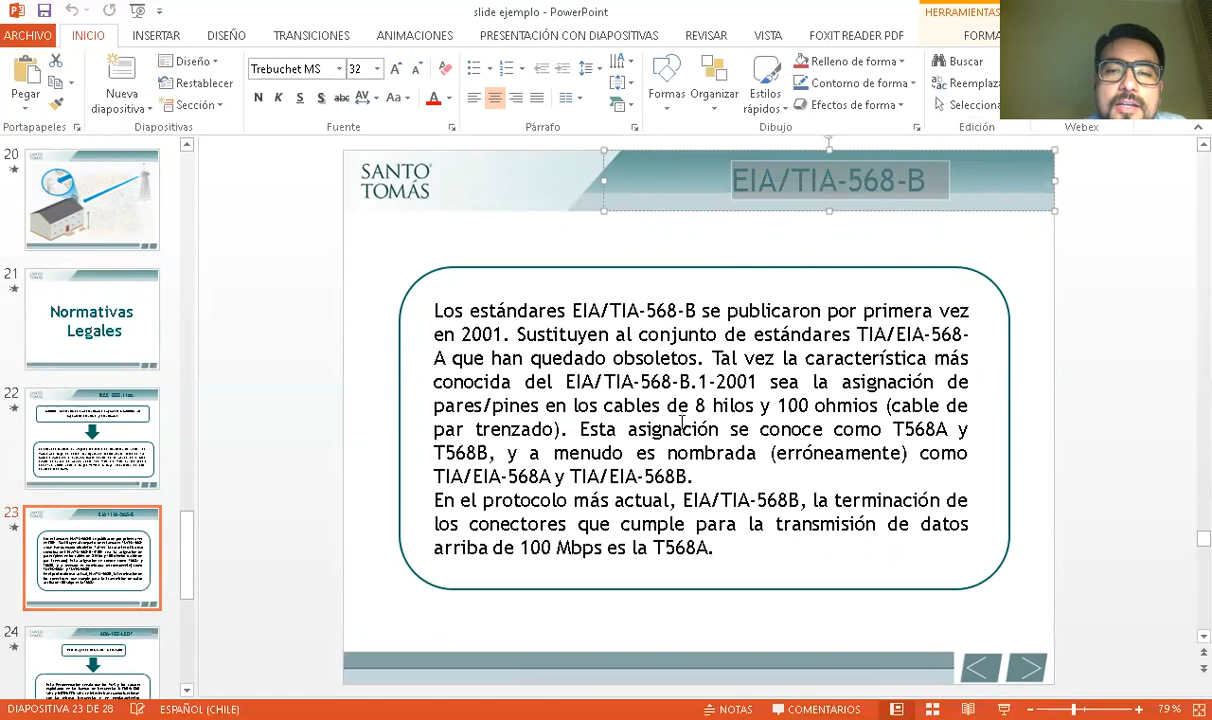 slide ejemplo - PowerPoint
HERRAMIENTAS
ARCHIVO INICIO INSERTAR DISEÑO TRANSICIONES ANIMACIONES PRESENTACIÓN CON DIAPOSITIVAS REVISAR VISTA FOXIT READER PDF
Pegar
Nueva diapositiva
Diseño
Restablecer
Sección
Trebuchet MS 32
N K S S abc AV Aa A
Formas Organizar Estilos rápidos
Relleno de forma
Contorno de forma
Efectos de forma
Buscar
Portapapeles Diapositivas Fuente Párrafo Dibujo Edición Webex
20
21
Normativas
Legales
22
23
24
SANTO
TOMÁS
EIA/TIA-568-B
Los estándares EIA/TIA-568-B se publicaron por primera vez
en 2001. Sustituyen al conjunto de estándares TIA/EIA-568-
A que han quedado obsoletos. Tal vez la característica más
conocida del EIA/TIA-568-B.1-2001 sea la asignación de
pares/pines en los cables de 8 hilos y 100 ohmios (cable de
par trenzado). Esta asignación se conoce como T568A y
T568B, y a menudo es nombrada (erróneamente) como
TIA/EIA-568A y TIA/EIA-568B.
En el protocolo más actual, EIA/TIA-568B, la terminación de
los conectores que cumple para la transmisión de datos
arriba de 100 Mbps es la T568A.
DIAPOSITIVA 23 DE 28 ESPAÑOL (CHILE) NOTAS COMENTARIOS 79 %